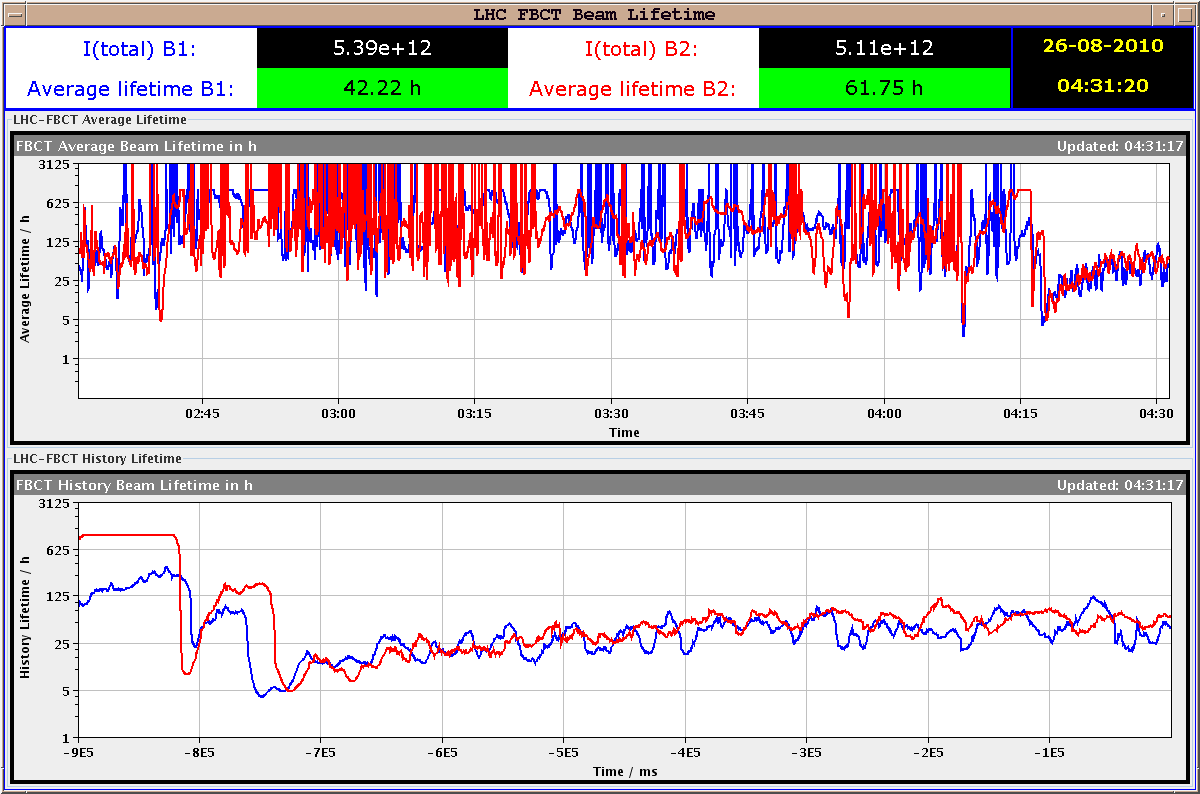 LHC FBCT Beam Lifetime
I(total) B1: 5.39e+12 I(total) B2: 5.11e+12 26-08-2010
Average lifetime B1: 42.22 h Average lifetime B2: 61.75 h 04:31:20
LHC-FBCT Average Lifetime
FBCT Average Beam Lifetime in h Updated: 04:31:17
3125
625
125
25
5
1
Average Lifetime / h
02:45 03:00 03:15 03:30 03:45 04:00 04:15 04:30
Time
LHC-FBCT History Lifetime
FBCT History Beam Lifetime in h Updated: 04:31:17
3125
625
125
25
5
1
History Lifetime / h
-9E5 -8E5 -7E5 -6E5 -5E5 -4E5 -3E5 -2E5 -1E5
Time / ms